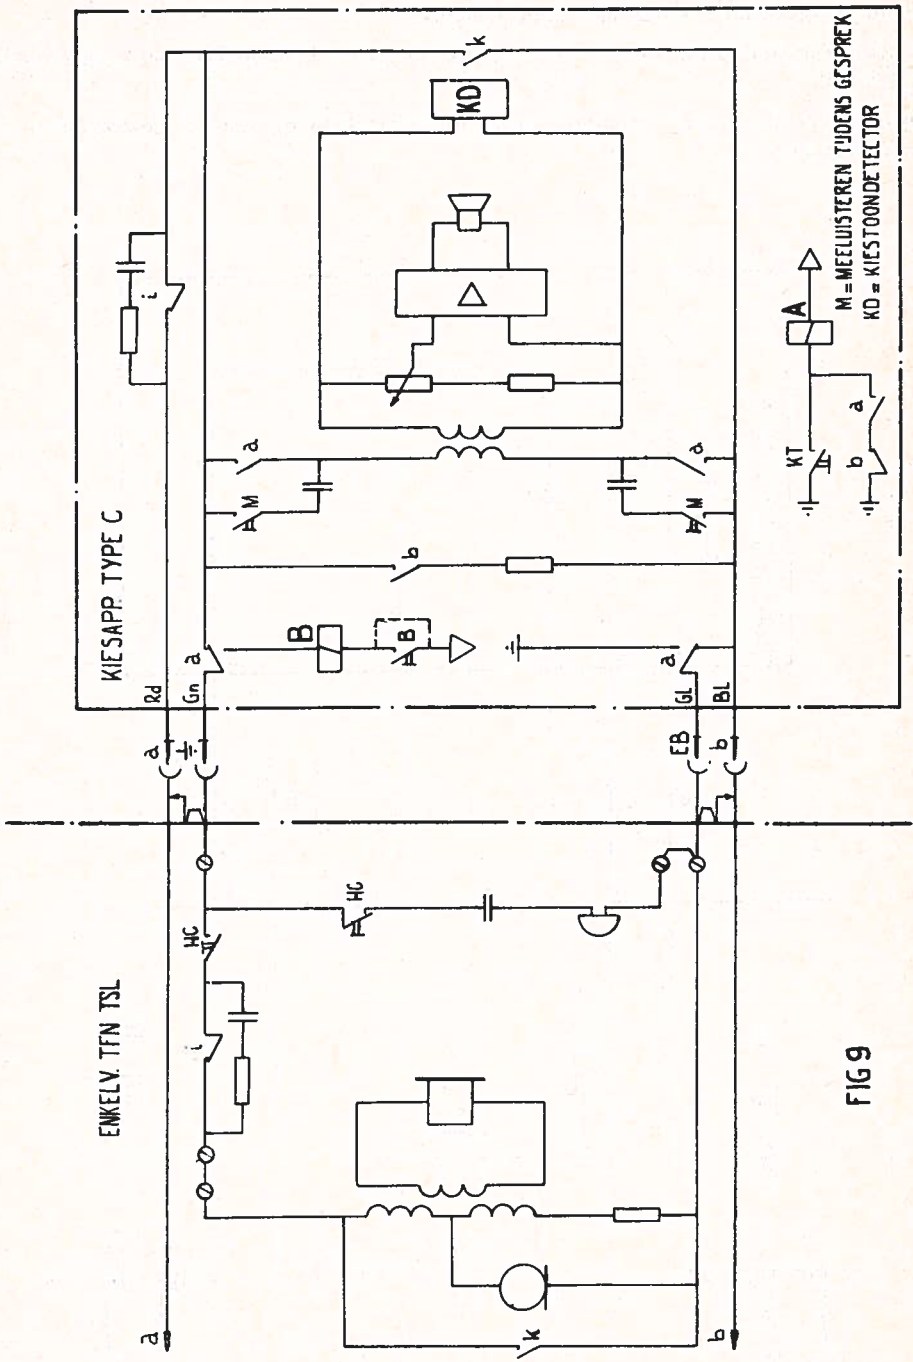 KIESAPP. TYPE C
ENKELV. TFN TSL
a
b
HC
i
k
HC
a
EB
b
Rd
Gn
GL
BL
a
a
B
B
b
M
M
a
a
i
k
KD
KT
b
a
A
M = MEELUISTEREN TIJDENS GESPREK
KD = KIESTOONDETECTOR
FIG 9